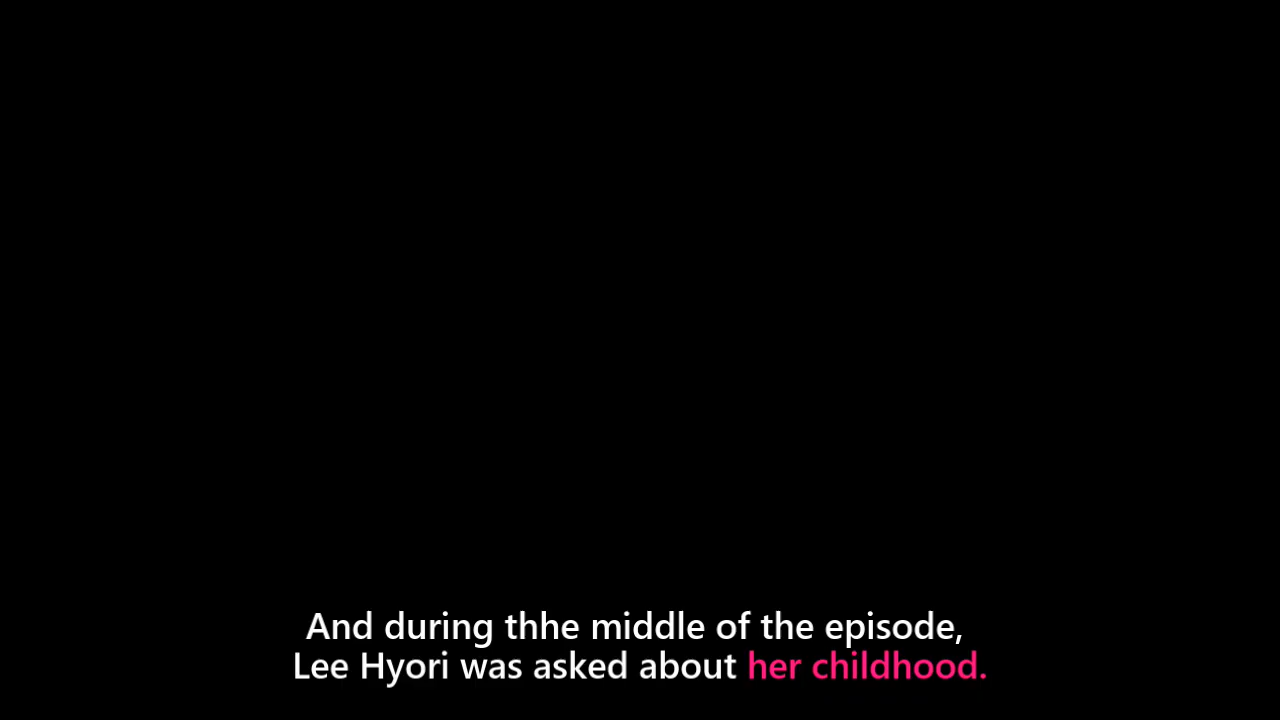 And during thhe middle of the episode,
Lee Hyori was asked about her childhood.